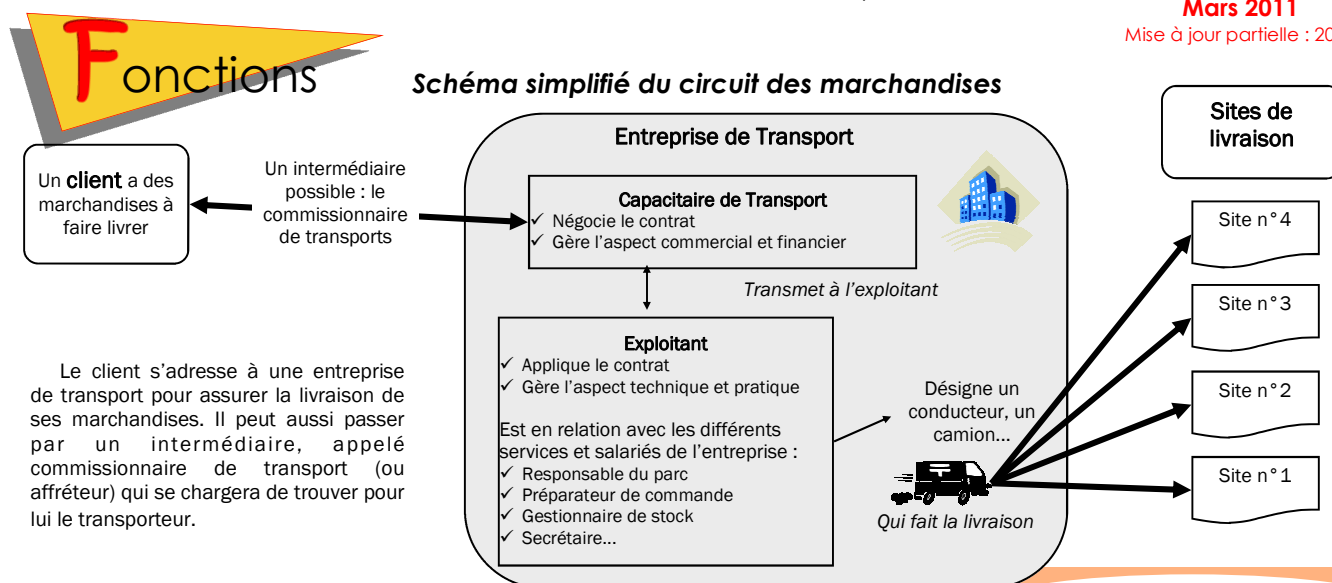 Mars 2011
Mise à jour partielle : 20
Fonctions
Schéma simplifié du circuit des marchandises
Un client a des
marchandises à
faire livrer
Un intermédiaire
possible : le
commissionnaire
de transports
Entreprise de Transport
Capacitaire de Transport
✓ Négocie le contrat
✓ Gère l’aspect commercial et financier
Transmet à l’exploitant
Exploitant
✓ Applique le contrat
✓ Gère l’aspect technique et pratique
Est en relation avec les différents
services et salariés de l’entreprise :
✓ Responsable du parc
✓ Préparateur de commande
✓ Gestionnaire de stock
✓ Secrétaire...
Désigne un
conducteur, un
camion...
Qui fait la livraison
Sites de
livraison
Site n°4
Site n°3
Site n°2
Site n°1
Le client s’adresse à une entreprise
de transport pour assurer la livraison de
ses marchandises. Il peut aussi passer
par un intermédiaire, appelé
commissionnaire de transport (ou
affréteur) qui se chargera de trouver pour
lui le transporteur.